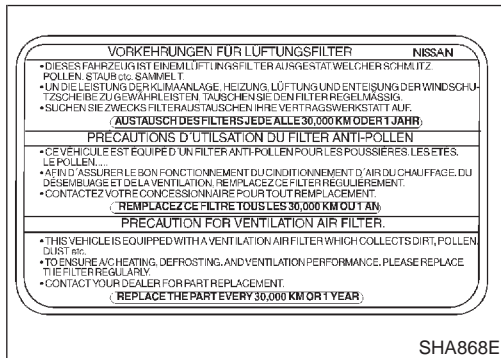 VORKEHRUNGEN FÜR LÜFTUNGSFILTER NISSAN
• DIESES FAHRZEUG IST EINEM LÜFTUNGSFILTER AUSGESTAT WELCHER SCHMUTZ.
POLLEN. STAUB etc. SAMMELT.
• UN DIE LEISTUNG DER KLIMAANLAGE, HEIZUNG, LÜFTUNG UND ENTEISUNG DER WINDSCHU-
TZSCHEIBE ZU GEWÄHRLEISTEN, TAUSCHEN SIE DEN FILTER REGELMÄSSIG.
• SUCHEN SIE ZWECKS FILTERAUSTAUSCHEN IHRE VERTRAGSWERKSTATT AUF.
(AUSTAUSCH DES FILTERS JEDE ALLE 30,000 KM ODER 1 JAHR)
PRÉCAUTIONS D'UTILSATION DU FILTER ANTI-POLLEN
• CE VÉHICULE EST ÉQUIPÉ D'UN FILTER ANTI-POLLEN POUR LES POUSSIÈRES. LES ÉTÉS.
LE POLLEN.....
• AFIN D'ASSURER LE BON FONCTIONNEMENT DU CINDITIONNEMENT D'AIR DU CHAUFFAGE. DU
DÉSEMBUAGE ET DE LA VENTILATION, REMPLACEZ CE FILTER RÉGULIÈREMENT.
• CONTACTEZ VOTRE CONCESSIONNAIRE POUR TOUT REMPLACEMENT.
(REMPLACEZ CE FILTRE TOUS LES 30,000 KM OU 1 AN)
PRECAUTION FOR VENTILATION AIR FILTER.
• THIS VEHICLE IS EQUIPPED WITH A VENTILATION AIR FILTER WHICH COLLECTS DIRT, POLLEN,
DUST etc.
• TO ENSURE A/C HEATING, DEFROSTING. AND VENTILATION PERFORMANCE. PLEASE REPLACE
THE FILTER REGULARLY.
• CONTACT YOUR DEALER FOR PART REPLACEMENT.
(REPLACE THE PART EVERY 30,000 KM OR 1 YEAR)
SHA868E